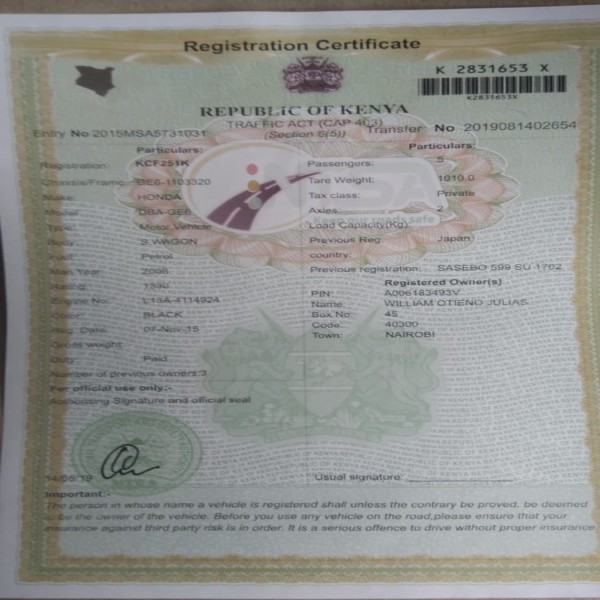 Registration Certificate
K 2831653 X
K2831653X
REPUBLIC OF KENYA
TRAFFIC ACT (CAP 403)
(Section 6(5))
Entry No 2015MSA5731031
Transfer No 2019081402654
Particulars:
Particulars:
Registration: KCF251K
Passengers: 5
Chassis/Frame: GE6-1103320
Tare Weight: 1010.0
Make: HONDA
Tax class: Private
Model: DBA-GE6
Axles: 2
Keep our roads safe
Type: Motor Vehicle
Load Capacity(Kg):
Body: S.WAGON
Previous Reg. Japan
Fuel: Petrol
country:
Man Year: 2008
Previous registration: SASEBO 599 SU 1702
Rating: 1330
Registered Owner(s)
PIN: A006183493V
Engine No: L13A-4114924
Name: WILLIAM OTIENO JULIAS
BLACK
Box No: 45
Reg. Date: 07-Nov-15
Code: 40300
Gross weight
Town: NAIROBI
Duty: Paid
Number of previous owners:3
For official use only:-
Authorising Signature and official seal
14/08/19
Usual signature:
Important:-
The person in whose name a vehicle is registered shall unless the contrary be proved, be deemed
to be the owner of the vehicle. Before you use any vehicle on the road,please ensure that your
insurance against third party risk is in order. It is a serious offence to drive without proper insurance